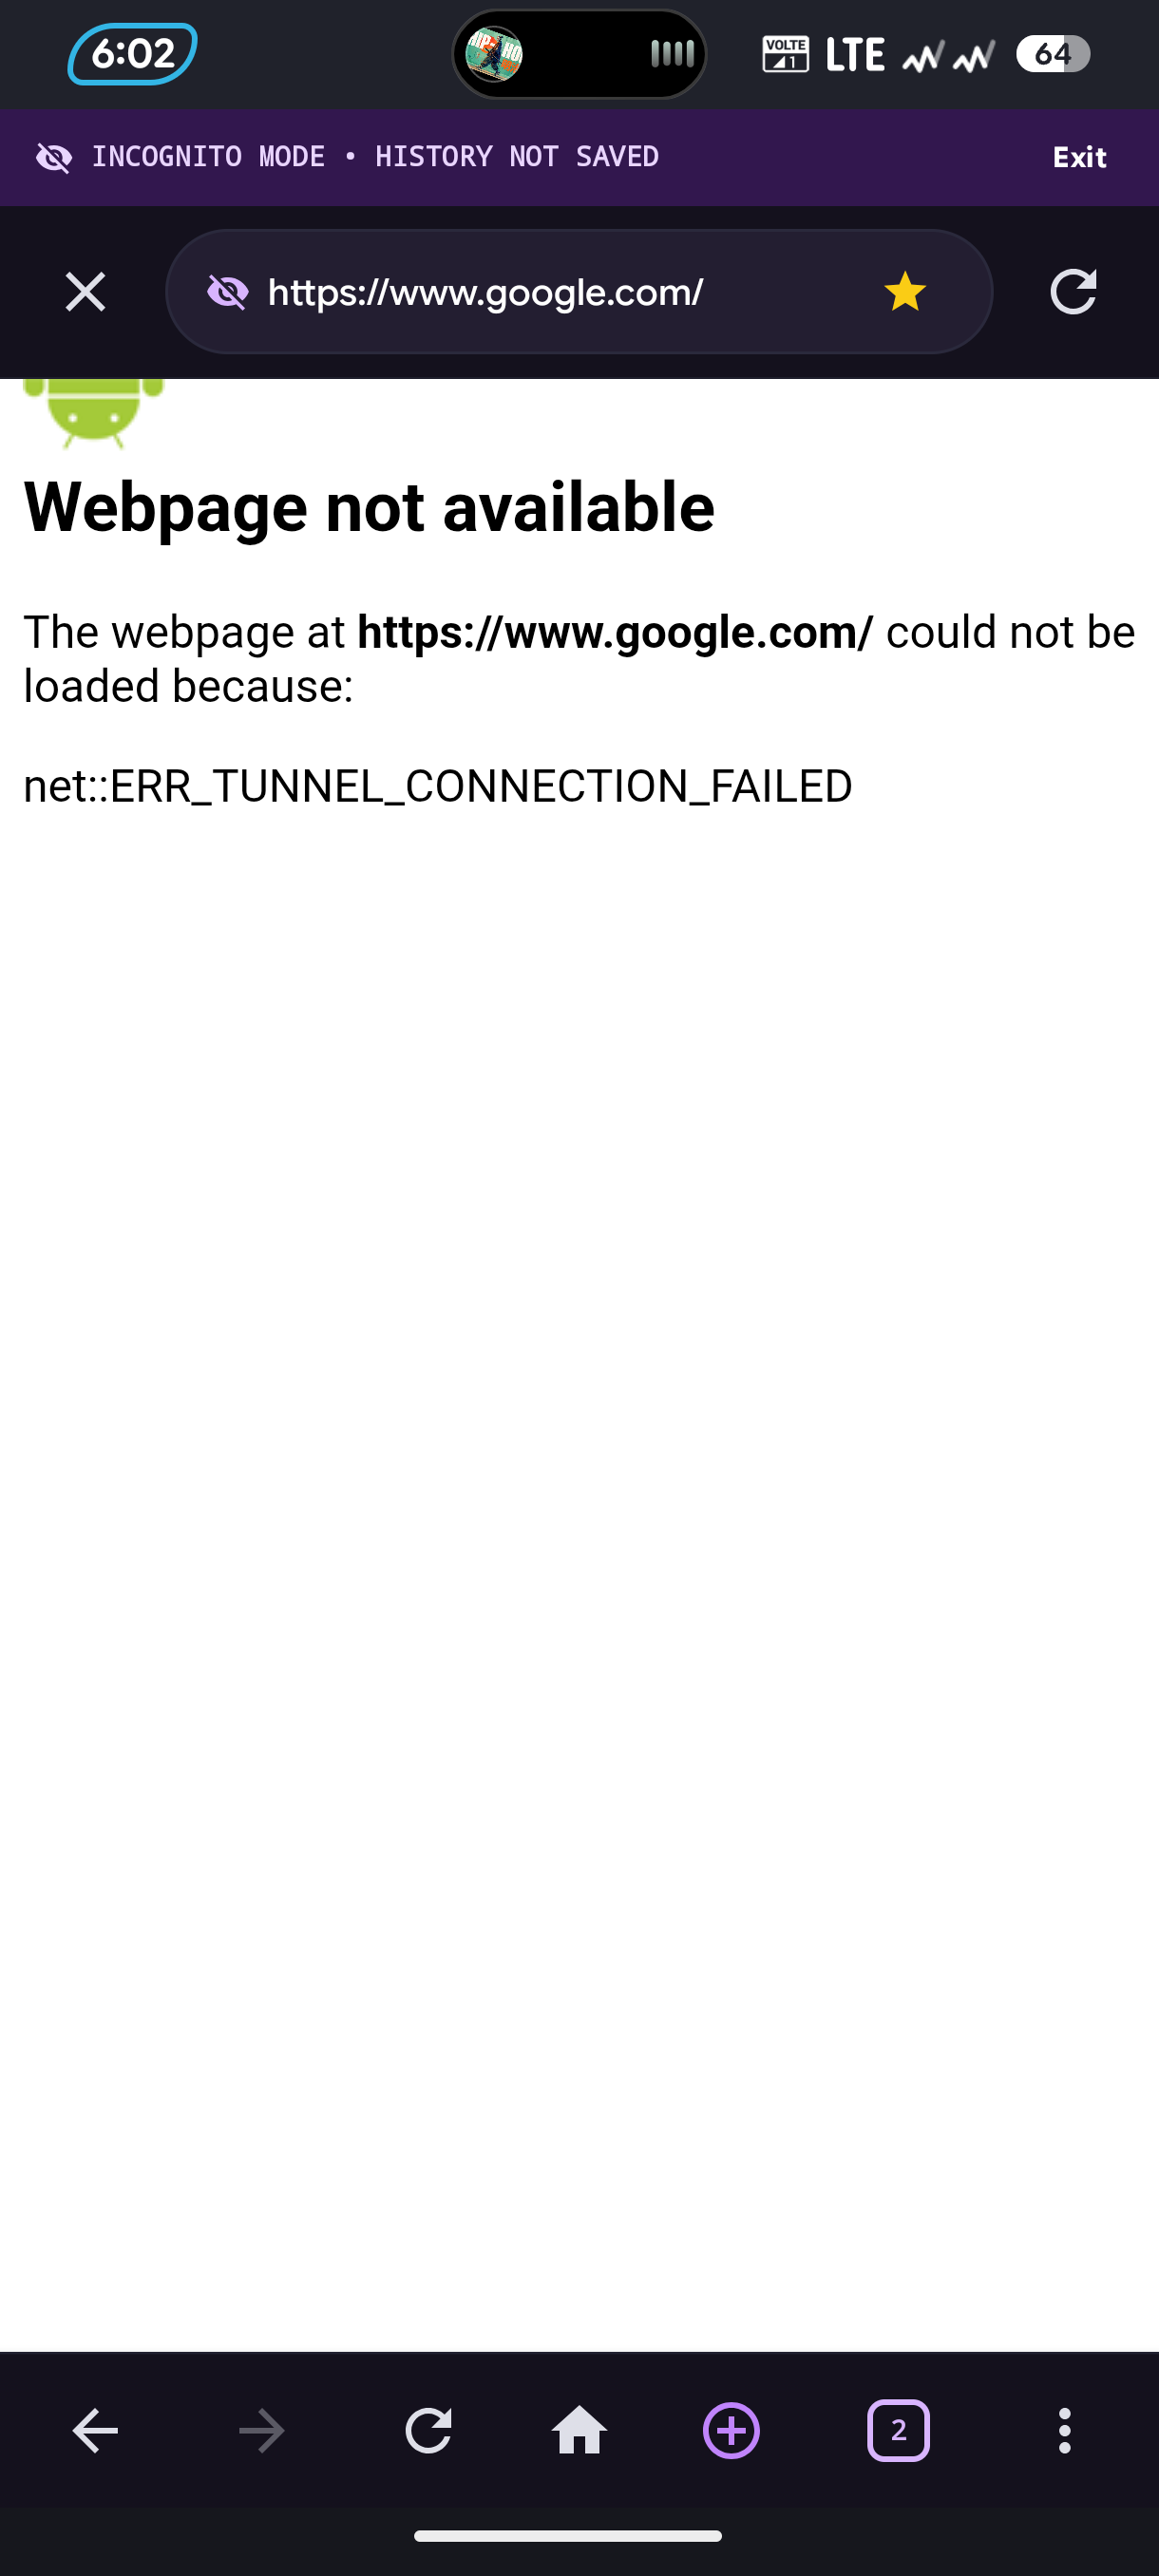 6:02
VOLTE
1
LTE
64
INCOGNITO MODE • HISTORY NOT SAVED
Exit
https://www.google.com/
Webpage not available
The webpage at https://www.google.com/ could not be
loaded because:
net::ERR_TUNNEL_CONNECTION_FAILED
2